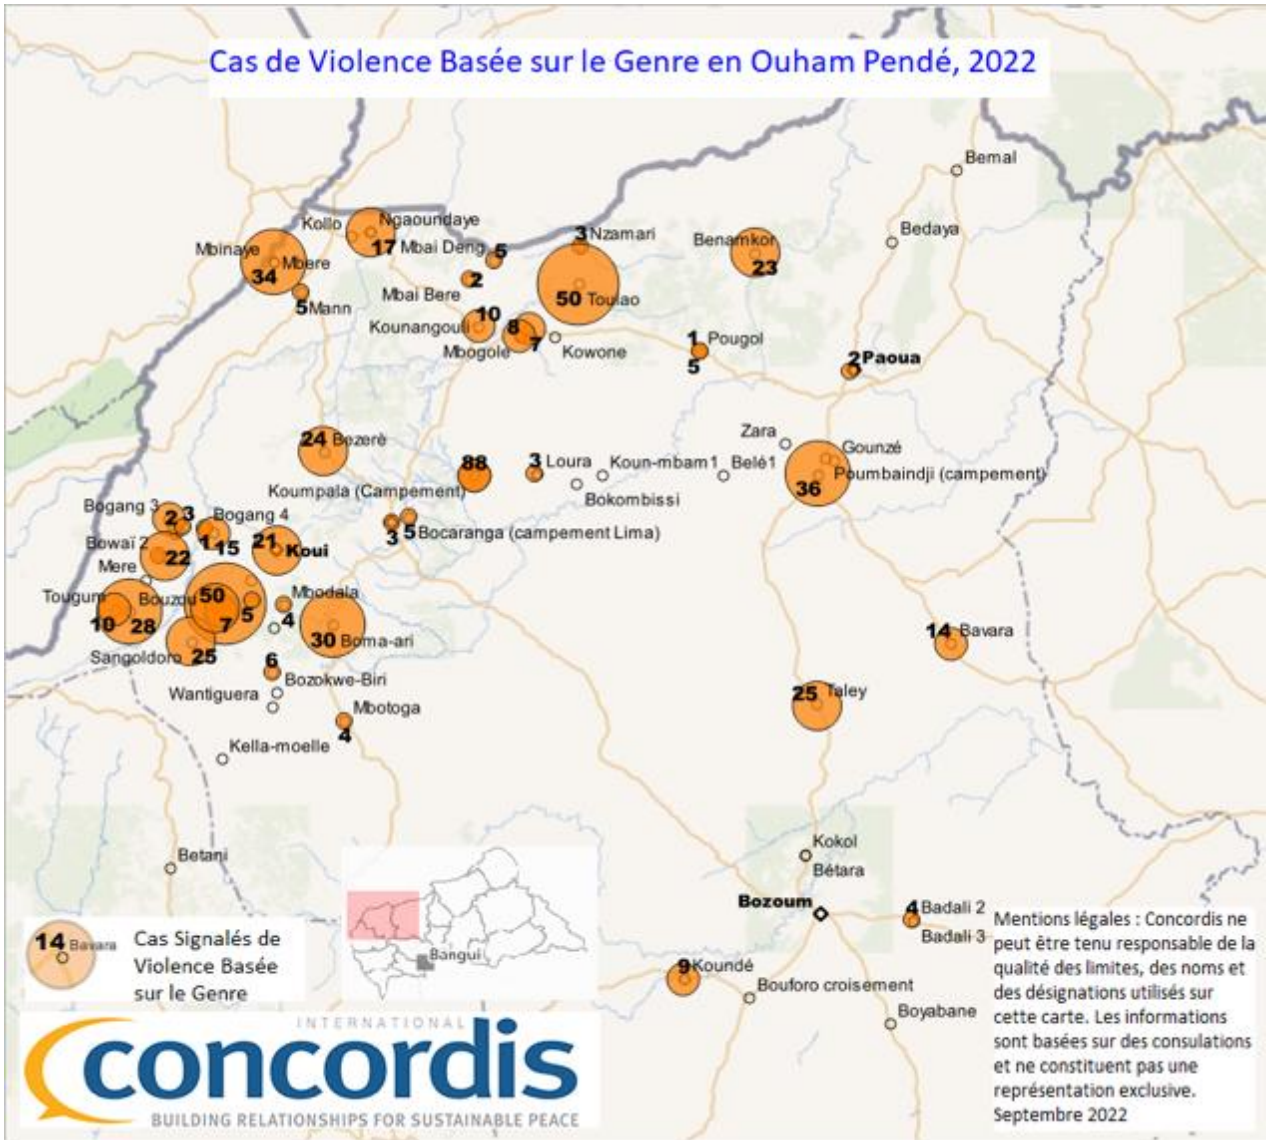 Cas de Violence Basée sur le Genre en Ouham Pendé, 2022
Bemal
Kollo
Ngaoundaye
17
Mbai Deng
5
3 Nzamari
Benamkor
23
Bedaya
Mbinaye
34
Mbere
5
Mann
2
Mbai Bere
50 Toulao
10
Kounangouli
8
7
Mbogole
Kowone
1
Pougol
5
2
Paoua
24 Bezerè
Koumpala (Campement)
88
3
Loura
Koun-mbam1
Belé1
Bokombissi
Zara
Gounzé
Poumbaindji (campement)
36
Bogang 3
2
3
Bogang 4
1
15
21
Koui
3
5
Bocaranga (campement Lima)
Bowaï 2
22
Mere
Tougum
10
28
Bouzou
50
7
5
Mbodala
4
30
Boma-ari
Sangoldoro
25
6
Bozokwe-Biri
Wantiguera
Mbotoga
4
Kella-moelle
14 Bavara
25 Taley
Betani
Kokol
Bétara
Bozoum
4
Badali 2
Badali 3
9
Koundé
Bouforo croisement
Boyabane
Bangui
14 Bavara
Cas Signalés de
Violence Basée
sur le Genre
INTERNATIONAL
concordis
BUILDING RELATIONSHIPS FOR SUSTAINABLE PEACE
Mentions légales : Concordis ne
peut être tenu responsable de la
qualité des limites, des noms et
des désignations utilisés sur
cette carte. Les informations
sont basées sur des consulations
et ne constituent pas une
représentation exclusive.
Septembre 2022